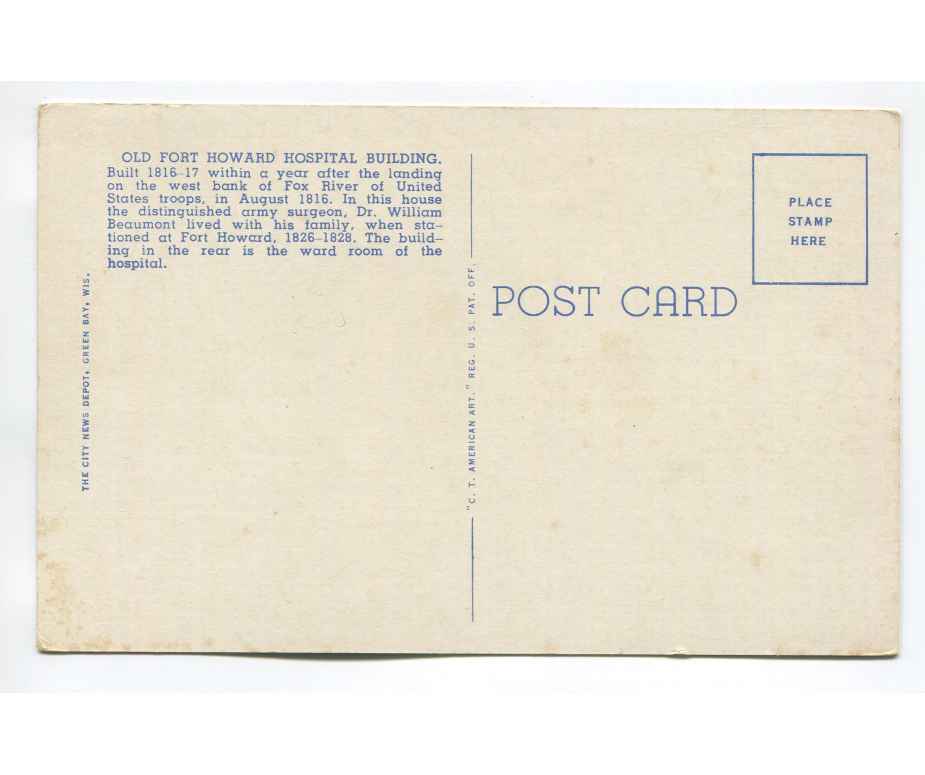 OLD FORT HOWARD HOSPITAL BUILDING.
Built 1816-17 within a year after the landing
on the west bank of Fox River of United
States troops, in August 1816. In this house
the distinguished army surgeon, Dr. William
Beaumont lived with his family, when sta-
tioned at Fort Howard, 1826-1828. The build-
ing in the rear is the ward room of the
hospital.
THE CITY NEWS DEPOT, GREEN BAY, WIS.
"C. T. AMERICAN ART." REG. U. S. PAT. OFF.
POST CARD
PLACE
STAMP
HERE